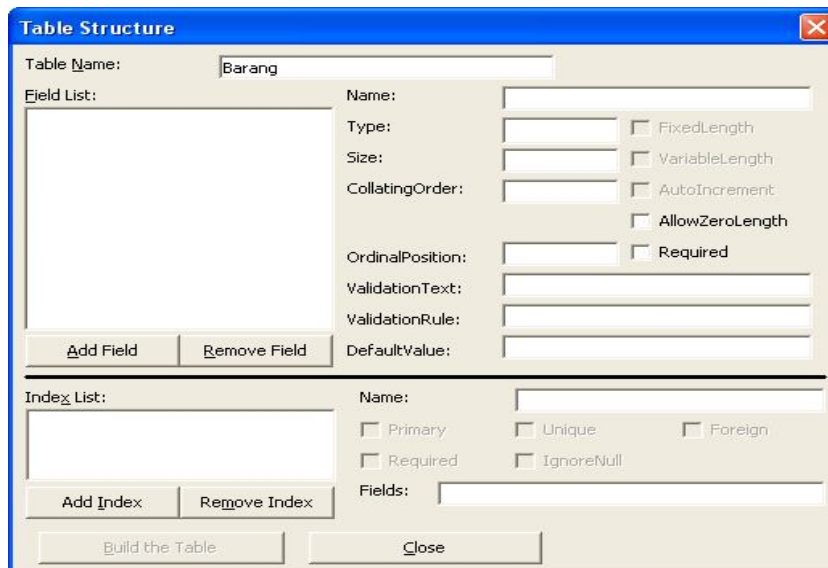 Table Structure
Table Name: Barang
Field List:
Name:
Type:
FixedLength
Size:
VariableLength
CollatingOrder:
AutoIncrement
AllowZeroLength
OrdinalPosition:
Required
ValidationText:
ValidationRule:
Add Field Remove Field
DefaultValue:
Index List:
Name:
Primary Unique Foreign
Required IgnoreNull
Add Index Remove Index
Fields:
Build the Table Close